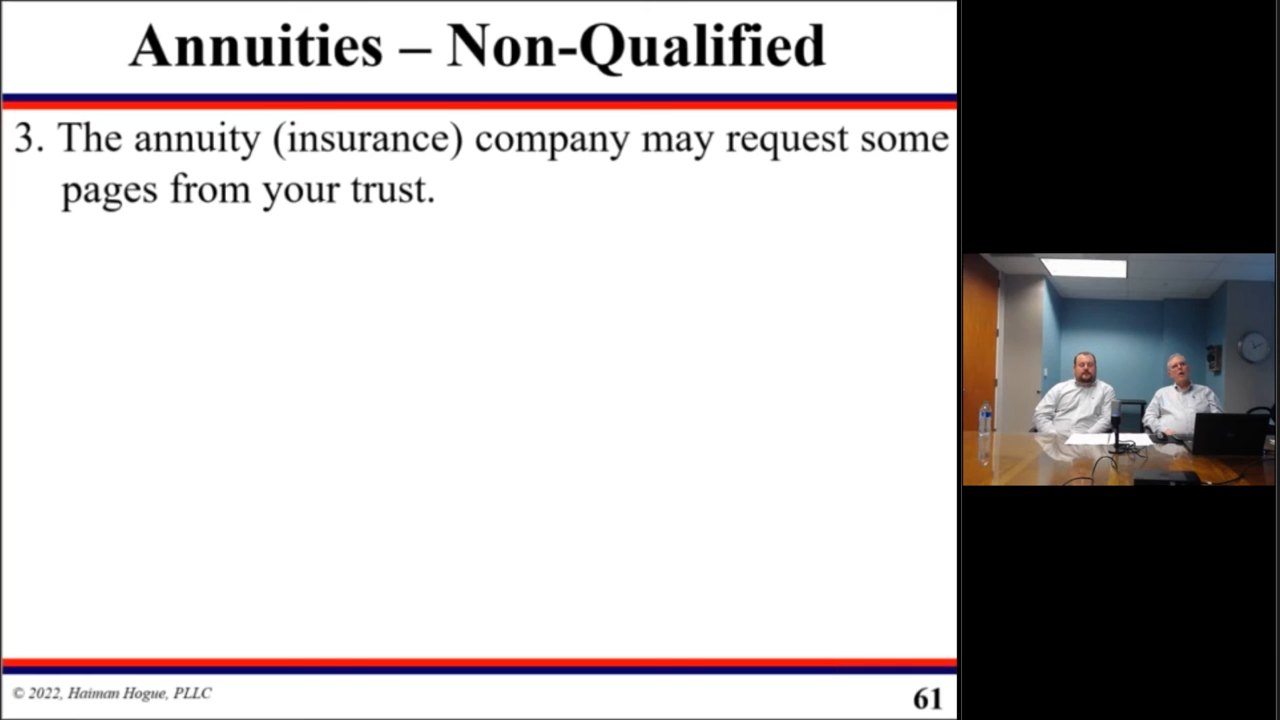 Annuities – Non-Qualified
3. The annuity (insurance) company may request some
pages from your trust.
© 2022, Haiman Hogue, PLLC
61